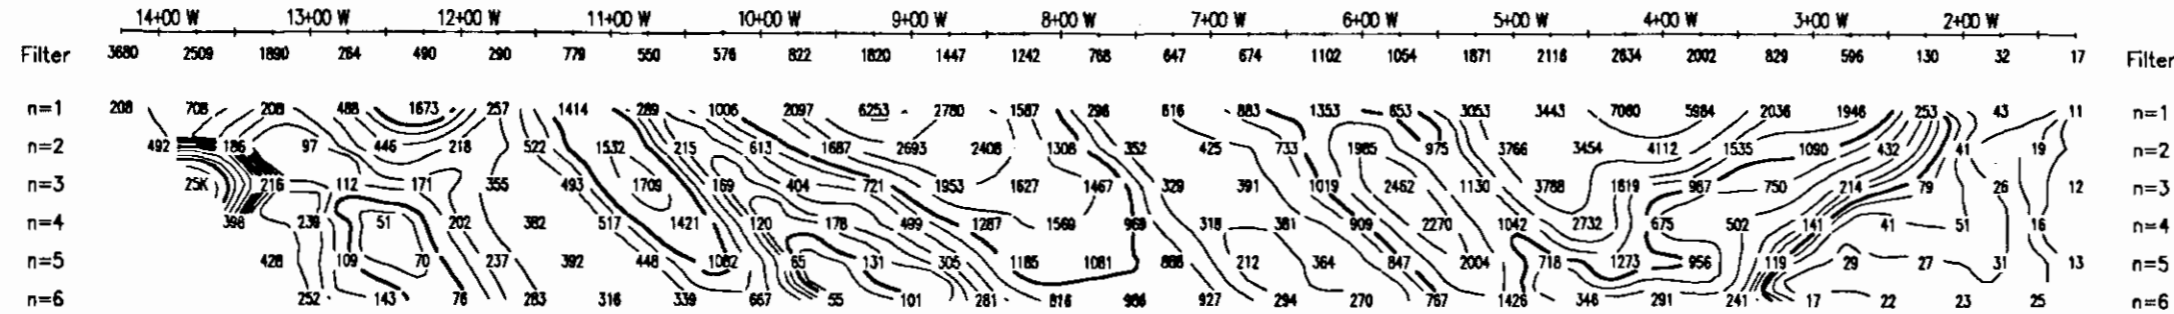 14+00 W 13+00 W 12+00 W 11+00 W 10+00 W 9+00 W 8+00 W 7+00 W 6+00 W 5+00 W 4+00 W 3+00 W 2+00 W
Filter 3680 2509 1890 264 490 290 779 550 576 822 1820 1447 1242 768 647 674 1102 1054 1871 2116 2634 2002 829 596 130 32 17 Filter
n=1 208 708 208 488 1673 257 1414 289 1006 2097 6253 2780 1587 296 616 883 1353 653 3053 3443 7060 5984 2036 1946 253 43 11 n=1
n=2 492 186 97 446 218 522 1532 215 613 1687 2693 2408 1308 352 425 733 1985 975 3766 3454 4112 1535 1090 432 41 19 n=2
n=3 25K 216 112 171 355 493 1709 169 404 721 1953 1627 1467 329 391 1019 2462 1130 3788 1819 967 750 214 79 26 12 n=3
n=4 398 239 51 202 382 517 1421 120 178 499 1287 1569 969 318 381 909 2270 1042 2732 675 502 141 41 51 16 n=4
n=5 428 109 70 237 392 448 1082 65 131 305 1185 1081 212 364 847 2004 718 1273 956 119 29 27 31 13 n=5
n=6 252 143 76 283 316 339 667 55 101 281 816 986 927 294 270 767 1426 346 291 241 17 22 23 25 n=6